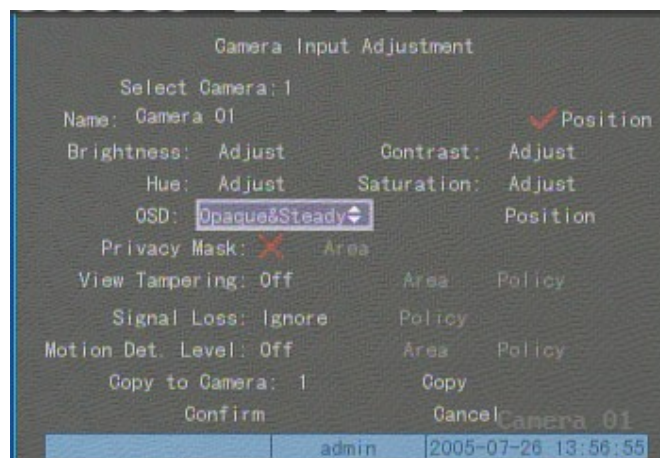 Camera Input Adjustment
Select Camera: 1
Name: Camera 01 Position
Brightness: Adjust Contrast: Adjust
Hue: Adjust Saturation: Adjust
OSD: Opaque&Steady Position
Privacy Mask: Area
View Tampering: Off Area Policy
Signal Loss: Ignore Policy
Motion Det. Level: Off Area Policy
Copy to Camera: 1 Copy
Confirm Cancel
Camera 01
admin 2005-07-26 13:56:55